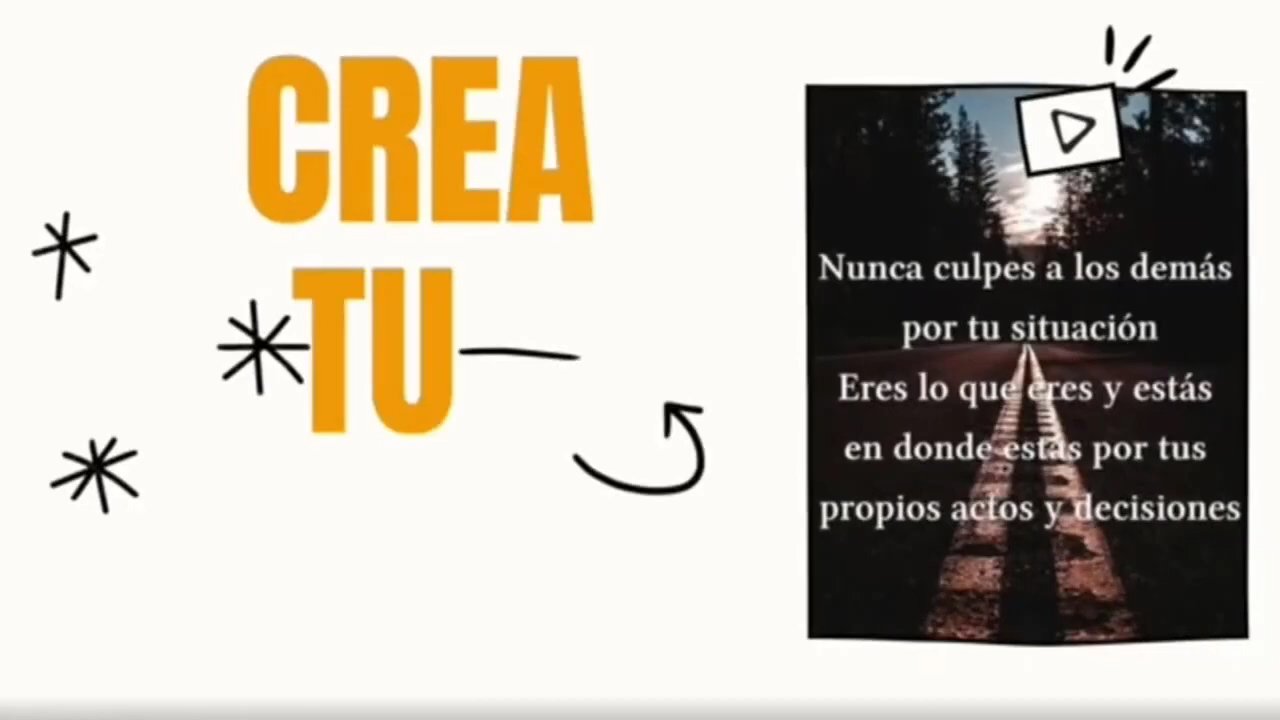 CREA
TU
Nunca culpes a los demás
por tu situación
Eres lo que eres y estás
en donde estás por tus
propios actos y decisiones